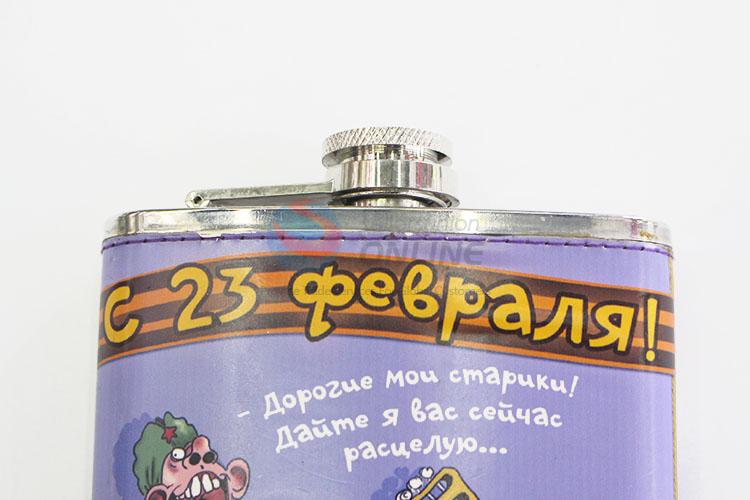 С 23 февраля!
- Дорогие мои старики!
Дайте я вас сейчас
расцелую...